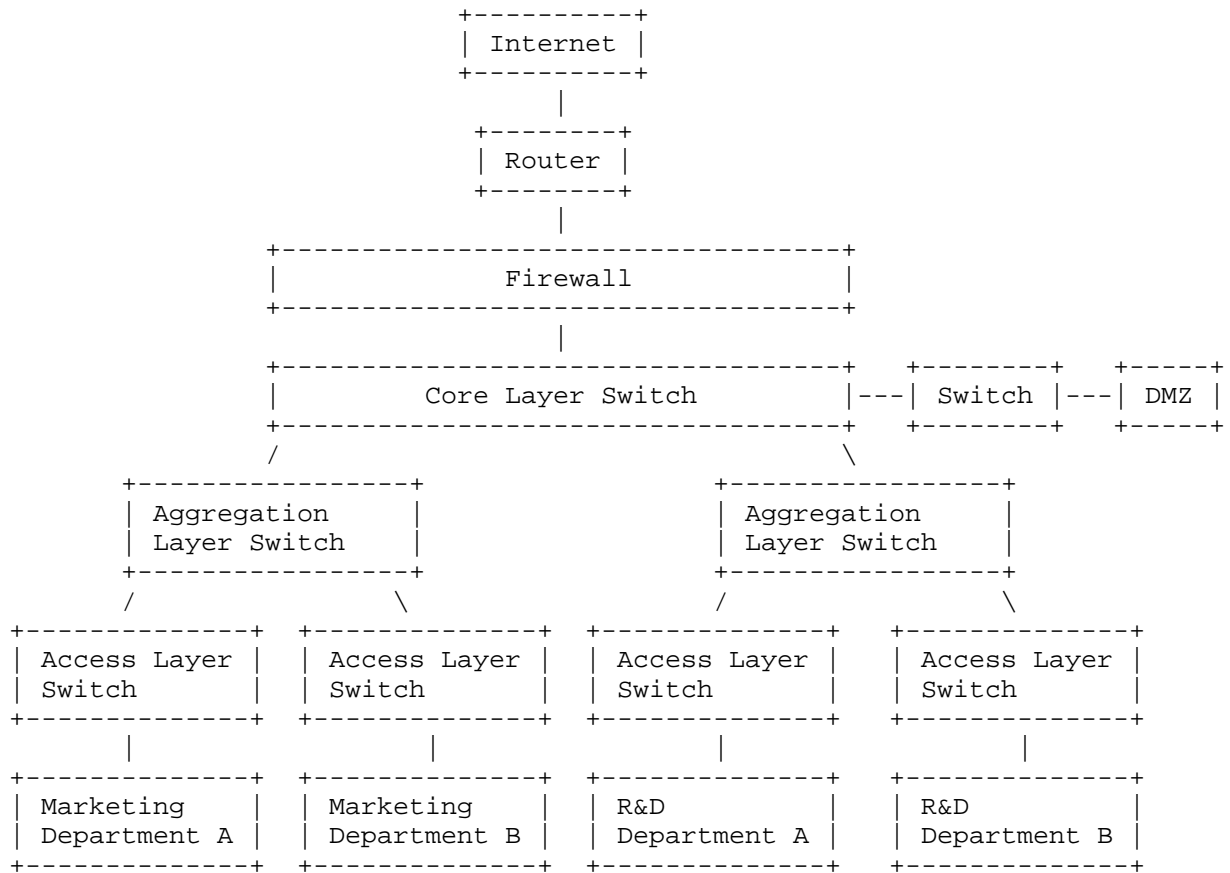 Internet
Router
Firewall
Core Layer Switch
Switch
DMZ
Aggregation
Layer Switch
Aggregation
Layer Switch
Access Layer
Switch
Access Layer
Switch
Access Layer
Switch
Access Layer
Switch
Marketing
Department A
Marketing
Department B
R&D
Department A
R&D
Department B